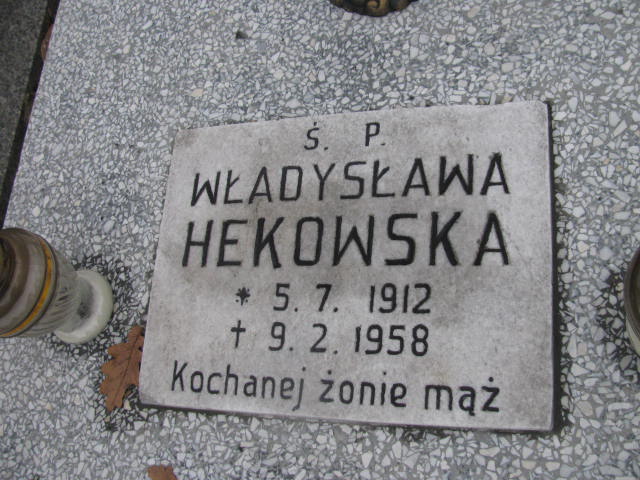 Ś. P.
WŁADYSŁAWA
HEKOWSKA
* 5. 7. 1912
† 9. 2. 1958
Kochanej żonie mąż